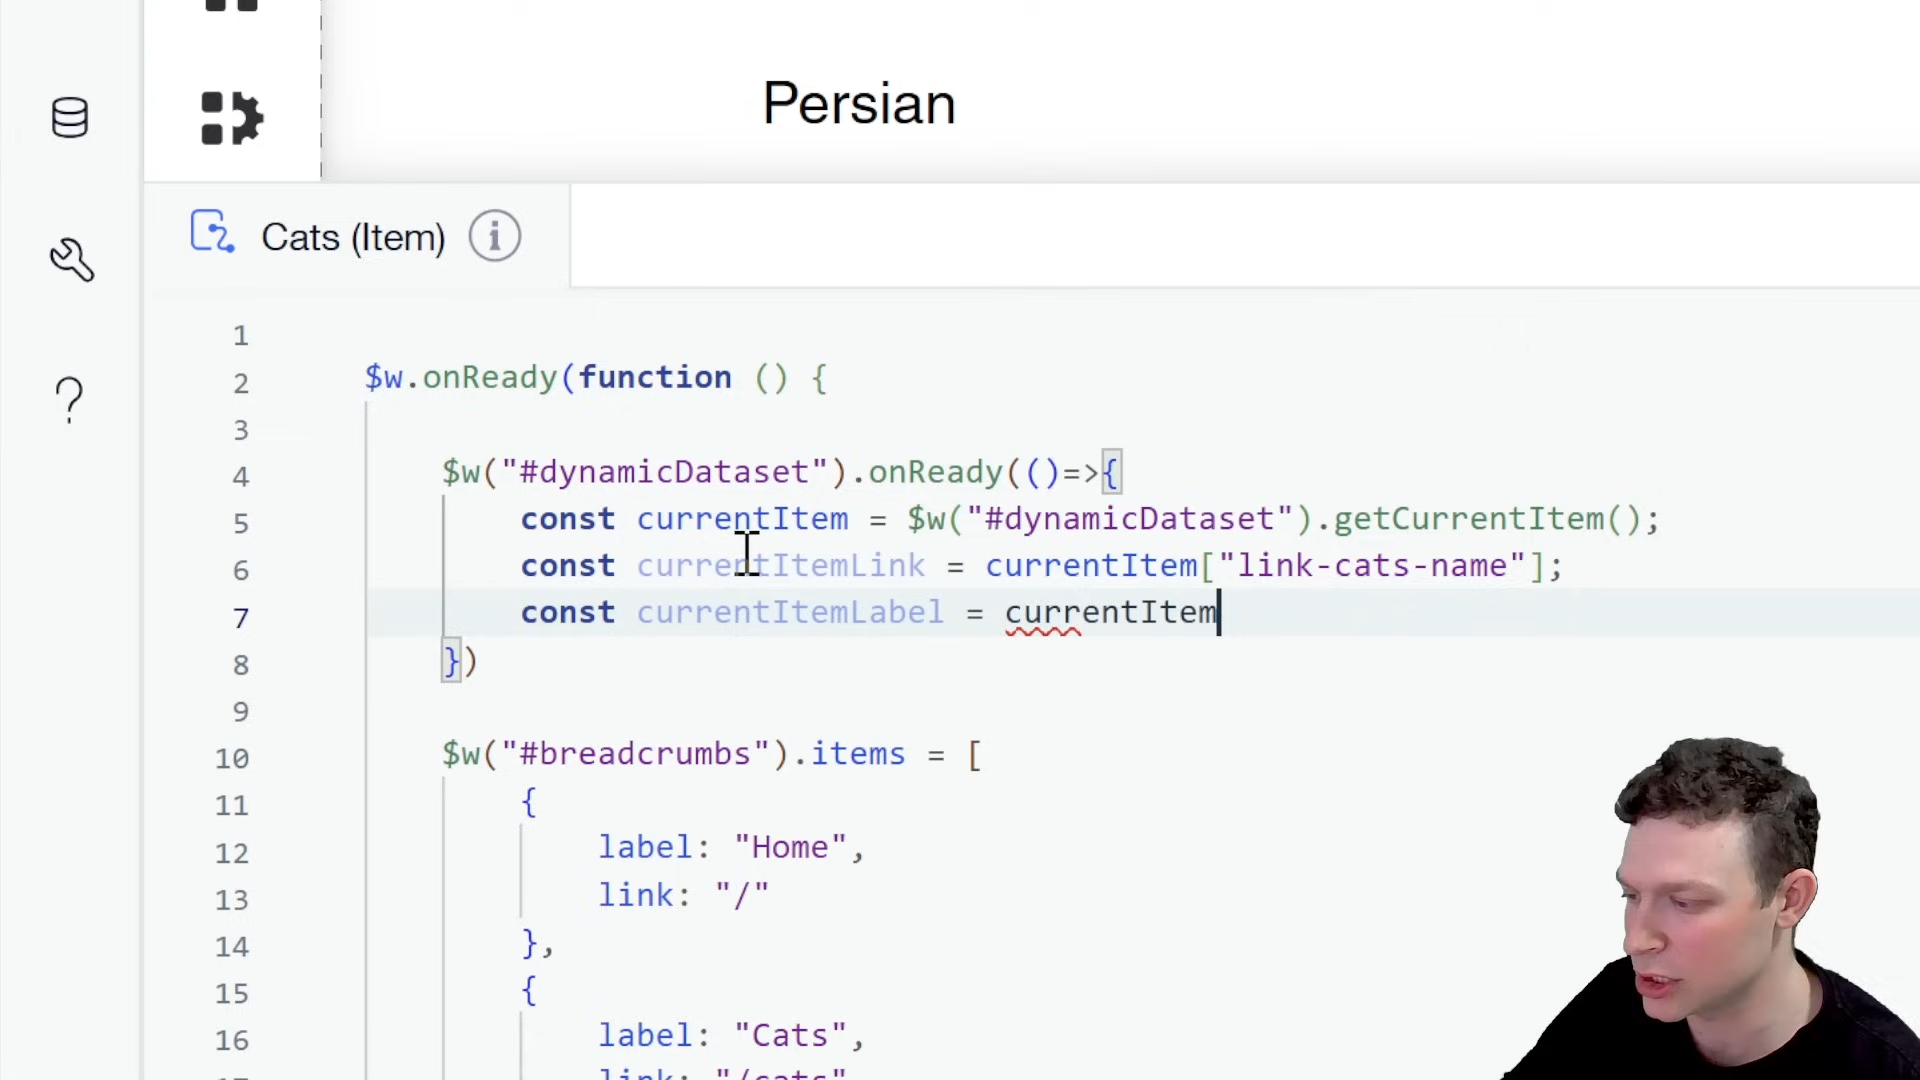 Persian
Cats (Item)
1
2 $w.onReady(function () {
3
4 $w("#dynamicDataset").onReady(()=>{
5 const currentItem = $w("#dynamicDataset").getCurrentItem();
6 const currentItemLink = currentItem["link-cats-name"];
7 const currentItemLabel = currentItem
8 })
9
10 $w("#breadcrumbs").items = [
11 {
12 label: "Home",
13 link: "/"
14 },
15 {
16 label: "Cats",
link: "/cats"